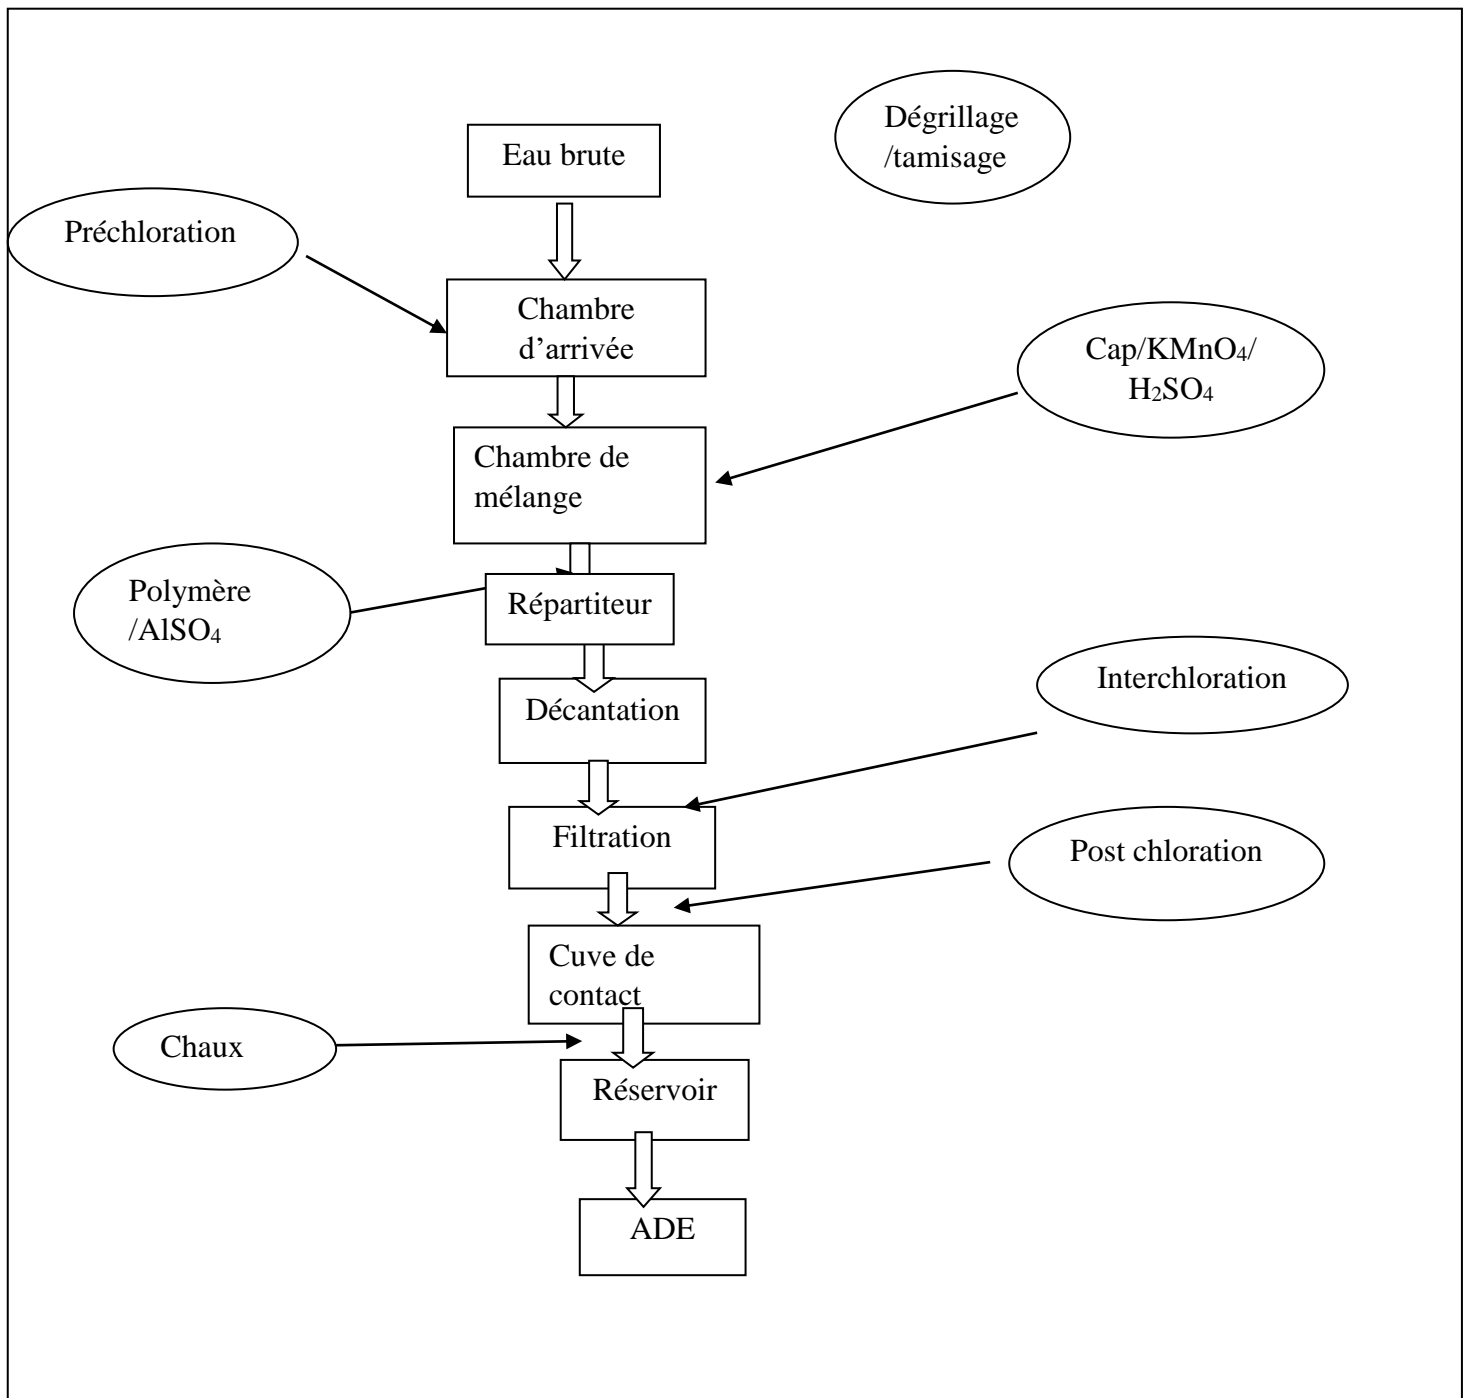 Dégrillage
/tamisage
Eau brute
Préchloration
Chambre
d’arrivée
Cap/KMnO₄/
H₂SO₄
Chambre de
mélange
Polymère
/AlSO₄
Répartiteur
Interchloration
Décantation
Filtration
Post chloration
Cuve de
contact
Chaux
Réservoir
ADE